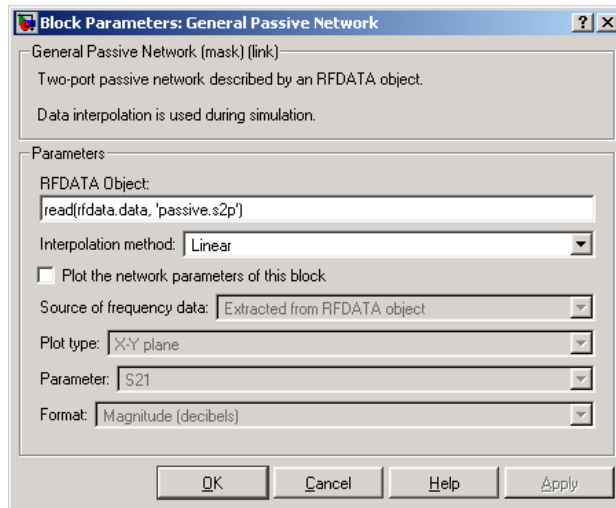 Block Parameters: General Passive Network
General Passive Network (mask) (link)
Two-port passive network described by an RFDATA object.
Data interpolation is used during simulation.
Parameters
RFDATA Object:
read(rfdata.data, 'passive.s2p')
Interpolation method: Linear
Plot the network parameters of this block
Source of frequency data: Extracted from RFDATA object
Plot type: X-Y plane
Parameter: S21
Format: Magnitude (decibels)
OK Cancel Help Apply